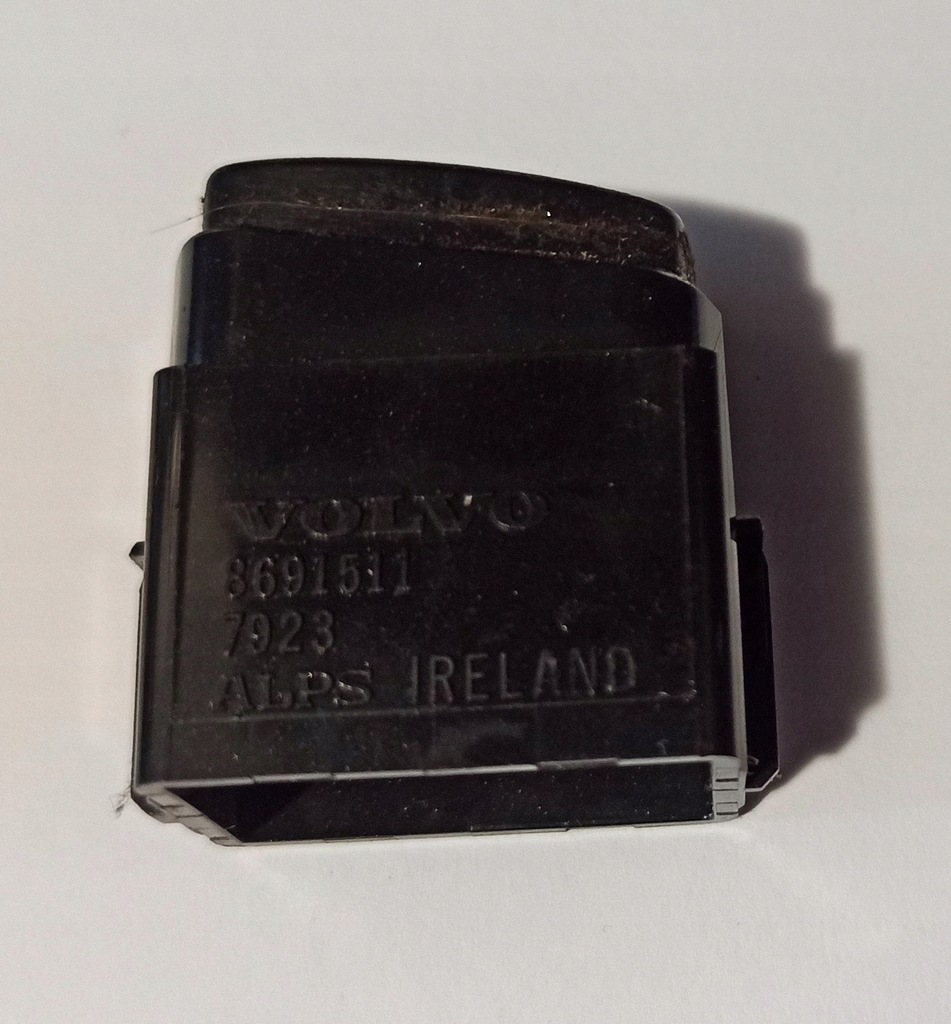 VOLVO
8691511
7923
ALPS IRELAND